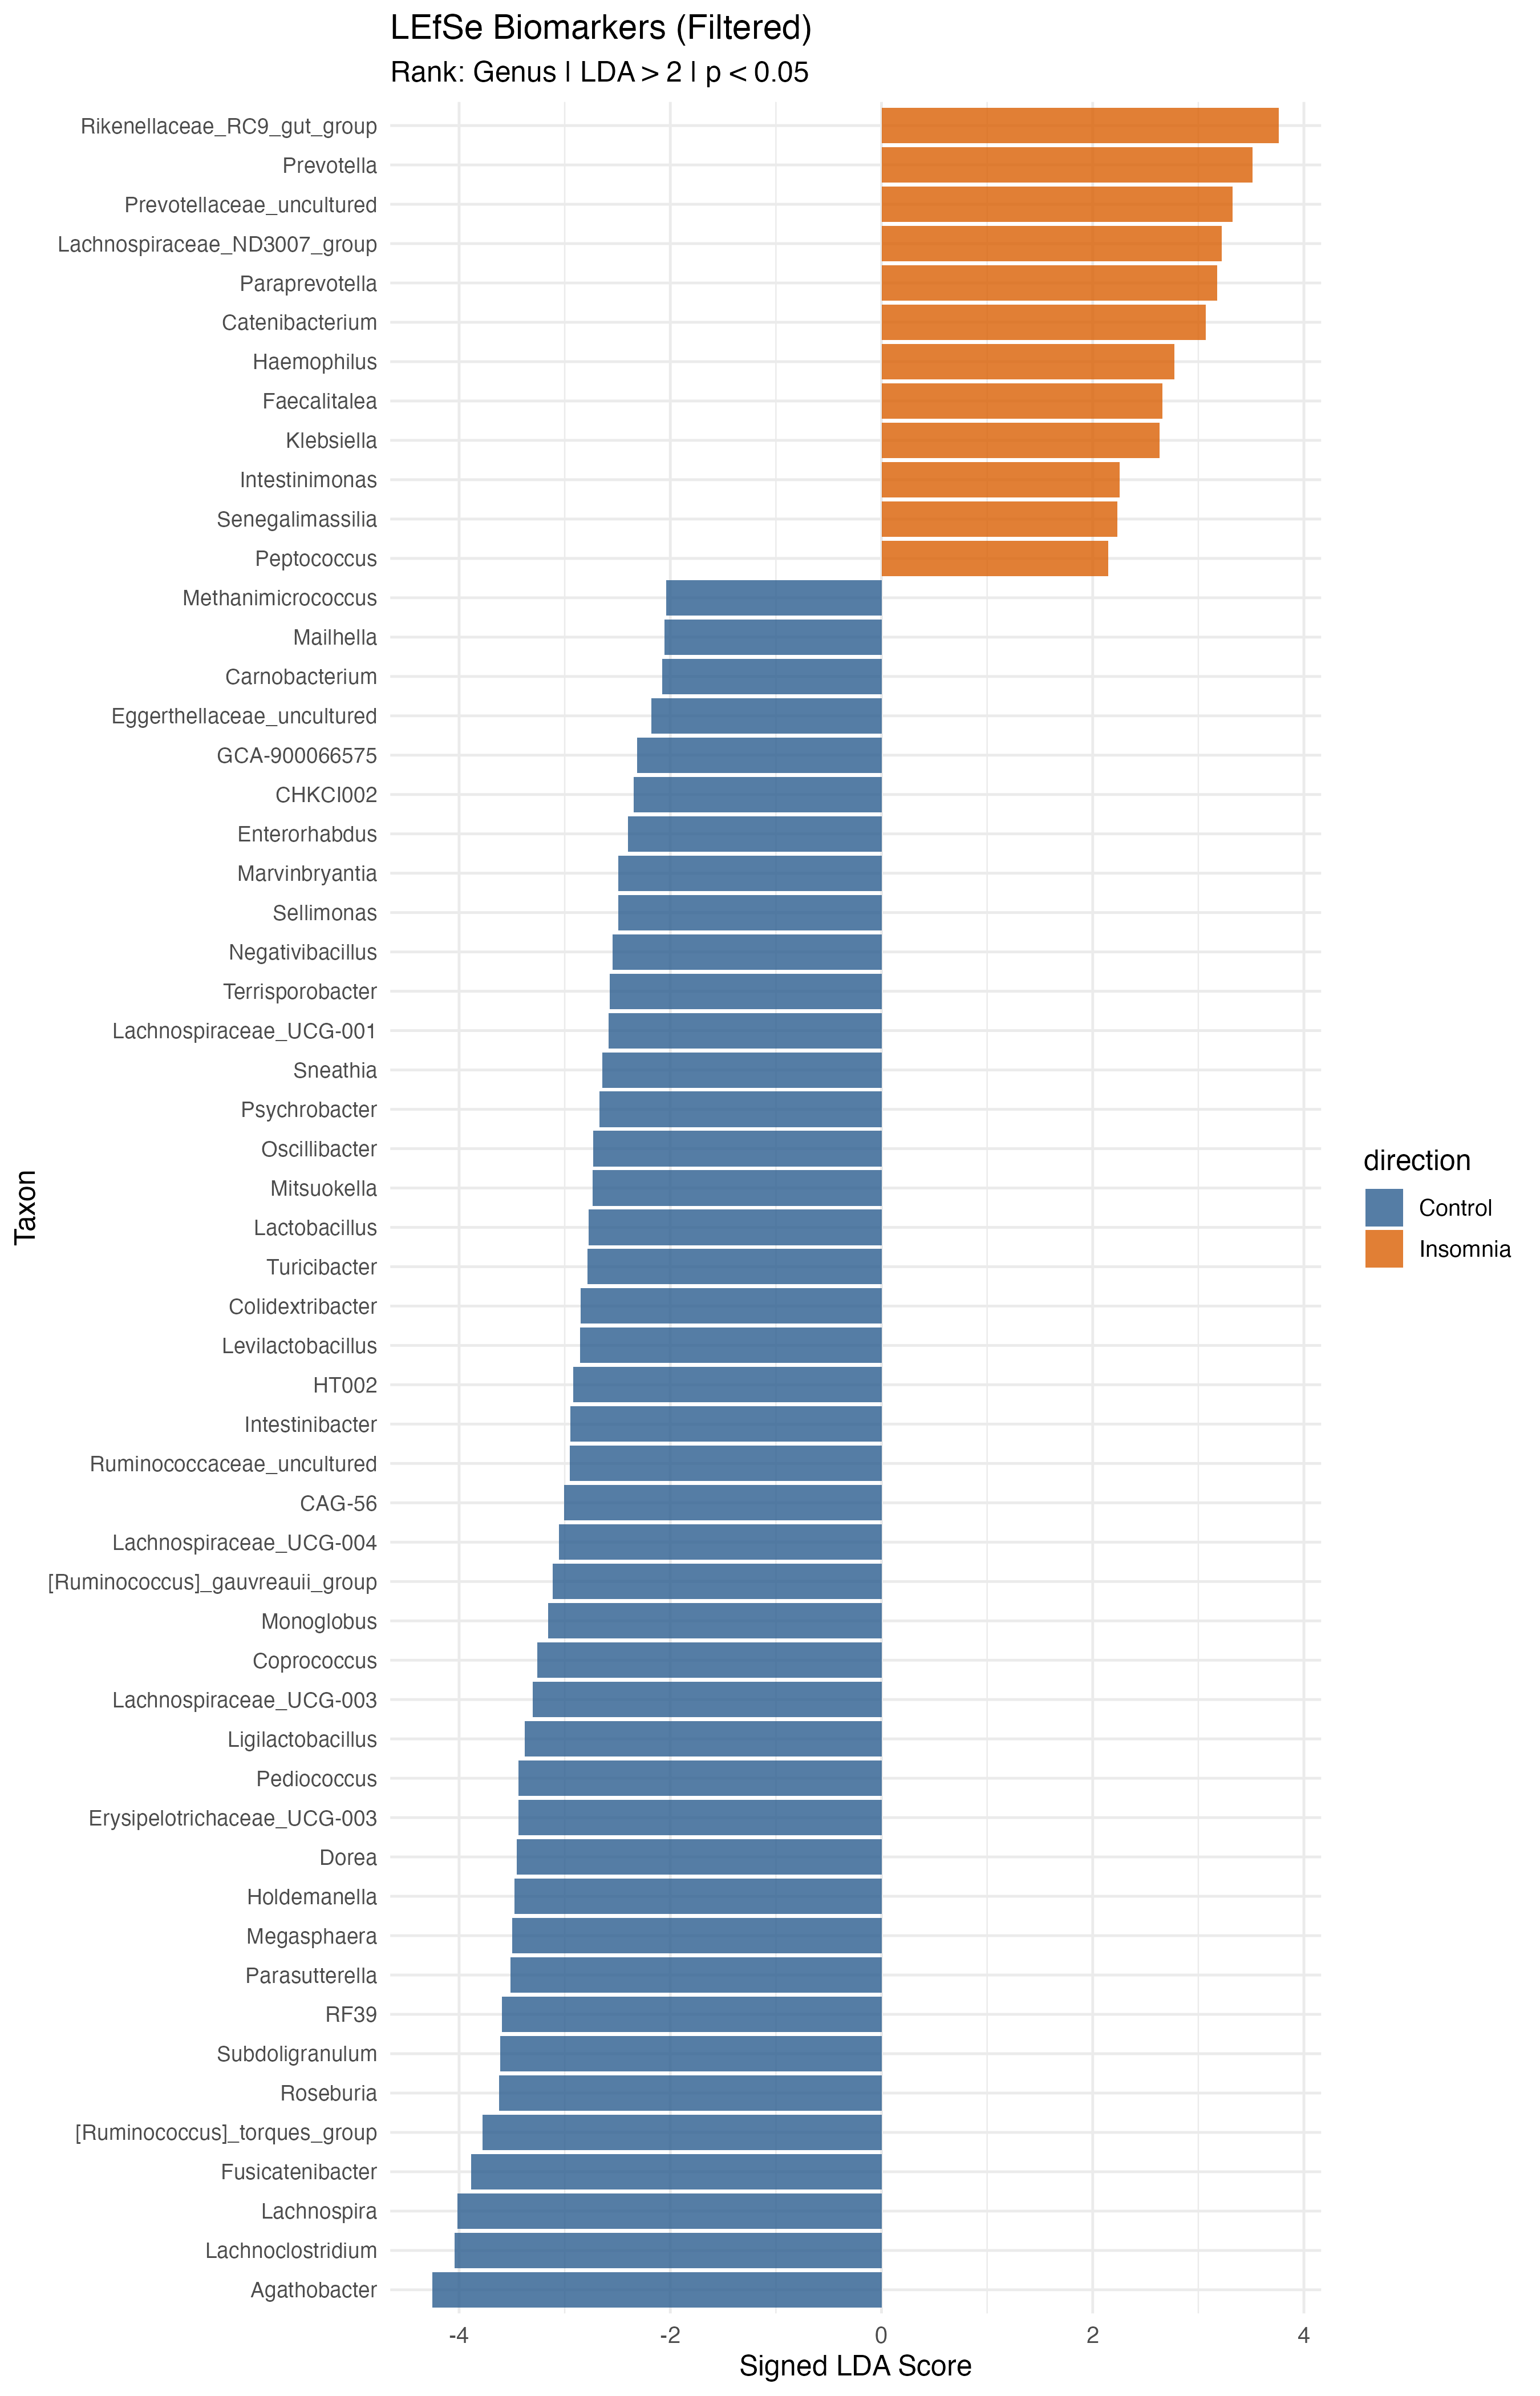 LEfSe Biomarkers (Filtered)
Rank: Genus | LDA > 2 | p < 0.05
Rikenellaceae_RC9_gut_group
Prevotella
Prevotellaceae_uncultured
Lachnospiraceae_ND3007_group
Paraprevotella
Catenibacterium
Haemophilus
Faecalitalea
Klebsiella
Intestinimonas
Senegalimassilia
Peptococcus
Methanimicrococcus
Mailhella
Carnobacterium
Eggerthellaceae_uncultured
GCA-900066575
CHKCI002
Enterorhabdus
Marvinbryantia
Sellimonas
Negativibacillus
Terrisporobacter
Lachnospiraceae_UCG-001
Sneathia
Psychrobacter
Oscillibacter
Mitsuokella
Lactobacillus
Turicibacter
Colidextribacter
Levilactobacillus
HT002
Intestinibacter
Ruminococcaceae_uncultured
CAG-56
Lachnospiraceae_UCG-004
[Ruminococcus]_gauvreauii_group
Monoglobus
Coprococcus
Lachnospiraceae_UCG-003
Ligilactobacillus
Pediococcus
Erysipelotrichaceae_UCG-003
Dorea
Holdemanella
Megasphaera
Parasutterella
RF39
Subdoligranulum
Roseburia
[Ruminococcus]_torques_group
Fusicatenibacter
Lachnospira
Lachnoclostridium
Agathobacter
Taxon
-4 -2 0 2 4
Signed LDA Score
direction
Control
Insomnia